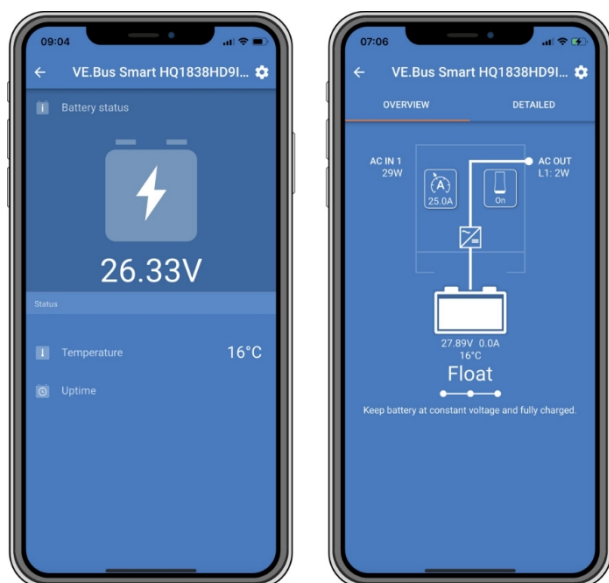 09:04
VE.Bus Smart HQ1838HD9I...
Battery status
26.33V
Status
Temperature 16°C
Uptime
07:06
VE.Bus Smart HQ1838HD9I...
OVERVIEW DETAILED
AC IN 1
29W
AC OUT
L1: 2W
A
25.0A
On
27.89V 0.0A
16°C
Float
Keep battery at constant voltage and fully charged.